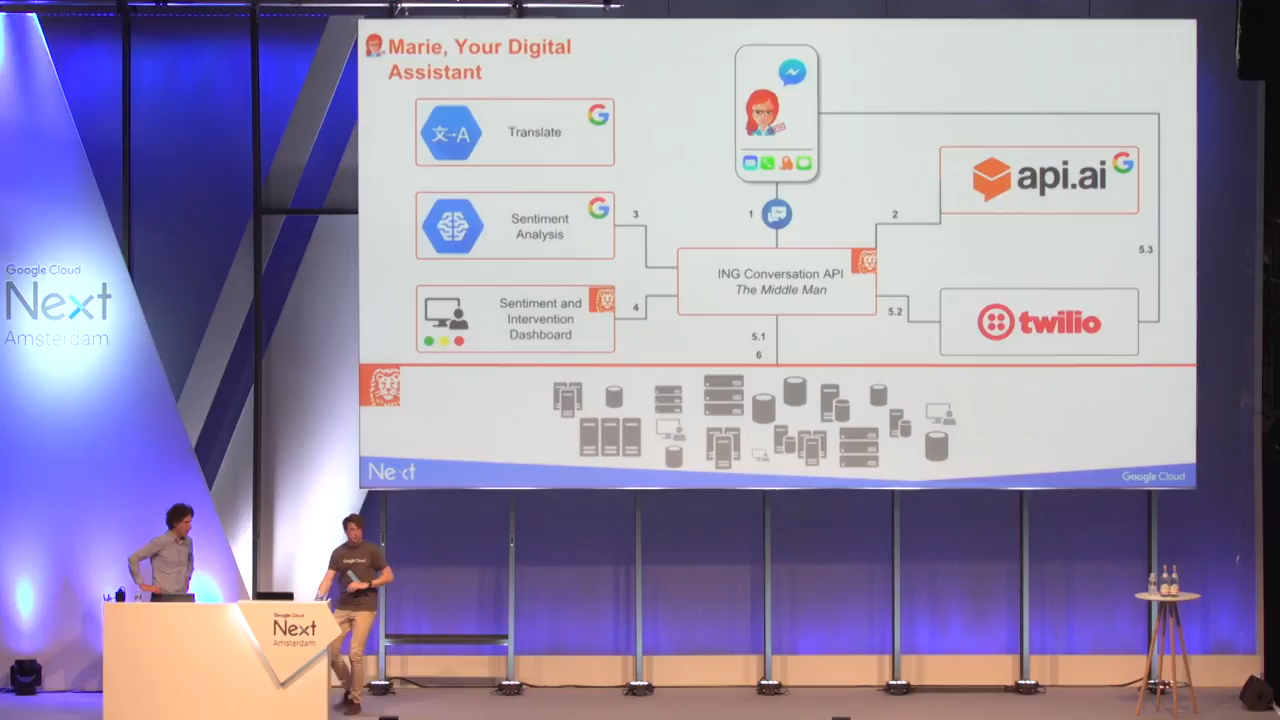 Marie, Your Digital
Assistant
文→A
Translate
Sentiment
Analysis
Sentiment and
Intervention
Dashboard
3
4
1
2
ING Conversation API
The Middle Man
5.1
6
5.2
5.3
api.ai
twilio
Next
Google Cloud
Google Cloud
Next
Amsterdam
Google Cloud
Google Cloud
Next
Amsterdam